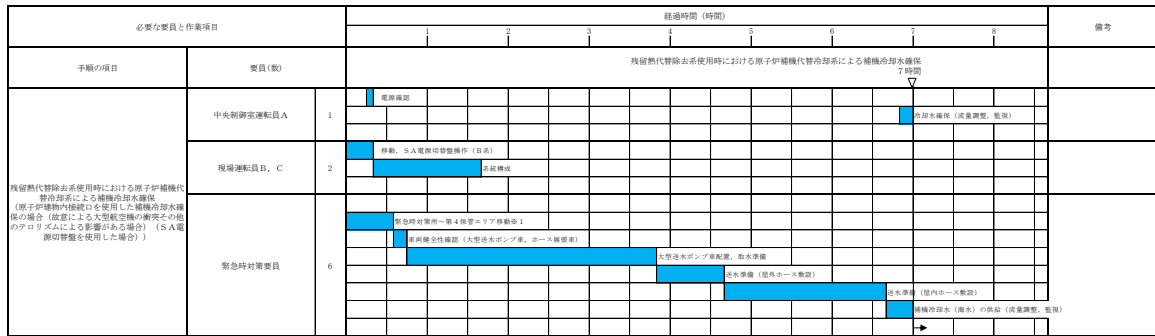 必要な要員と作業項目
経過時間（時間）
備考
1
2
3
4
5
6
7
8
手順の項目
要員(数)
残留熱代替除去系使用時における原子炉補機代替冷却系による補機冷却水確保
7時間
残留熱代替除去系使用時における原子炉補機代
替冷却系による補機冷却水確保
（原子炉建物内接続口を使用した補機冷却水確
保の場合（故意による大型航空機の衝突その他
のテロリズムによる影響がある場合）（ＳＡ電
源切替盤を使用した場合））
中央制御室運転員Ａ
1
電源確認
冷却水確保（流量調整，監視）
現場運転員Ｂ，Ｃ
2
移動，ＳＡ電源切替盤操作（Ｂ系）
系統構成
緊急時対策要員
6
緊急時対策所～第４保管エリア移動※１
車両健全性確認（大型送水ポンプ車，ホース展張車）
大型送水ポンプ車配置，取水準備
送水準備（屋外ホース敷設）
送水準備（屋内ホース敷設）
補機冷却水（海水）の供給（流量調整，監視）